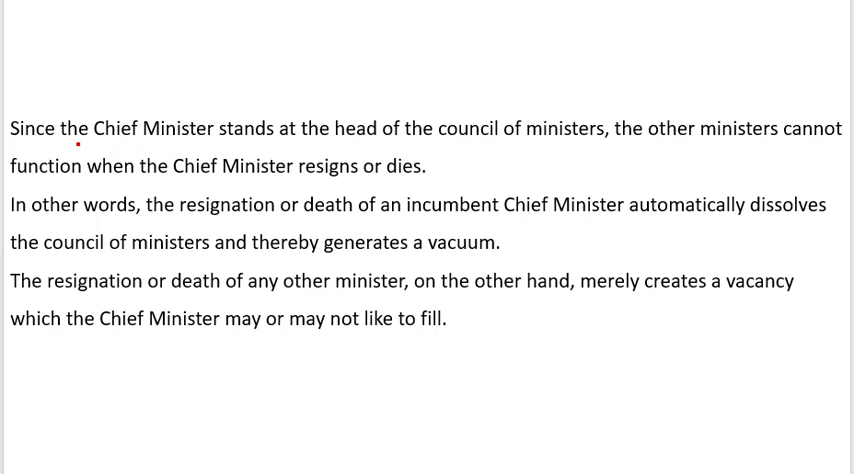 Since the Chief Minister stands at the head of the council of ministers, the other ministers cannot
function when the Chief Minister resigns or dies.
In other words, the resignation or death of an incumbent Chief Minister automatically dissolves
the council of ministers and thereby generates a vacuum.
The resignation or death of any other minister, on the other hand, merely creates a vacancy
which the Chief Minister may or may not like to fill.